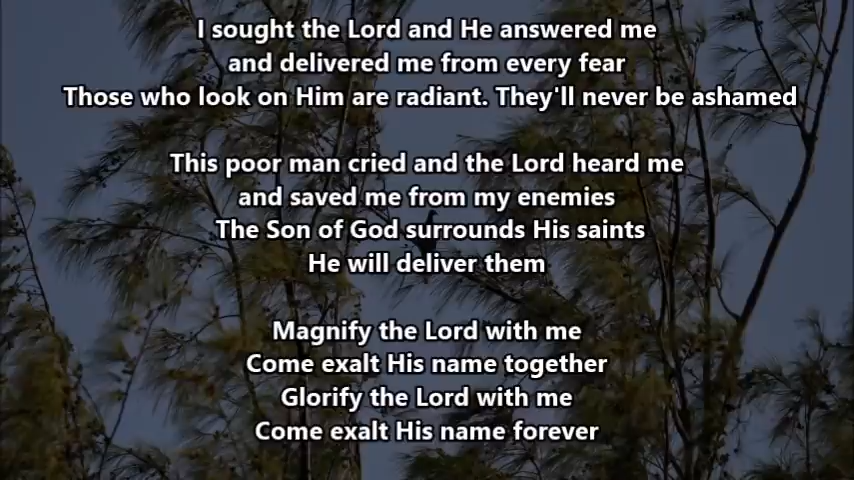 I sought the Lord and He answered me
and delivered me from every fear
Those who look on Him are radiant. They'll never be ashamed
This poor man cried and the Lord heard me
and saved me from my enemies
The Son of God surrounds His saints
He will deliver them
Magnify the Lord with me
Come exalt His name together
Glorify the Lord with me
Come exalt His name forever